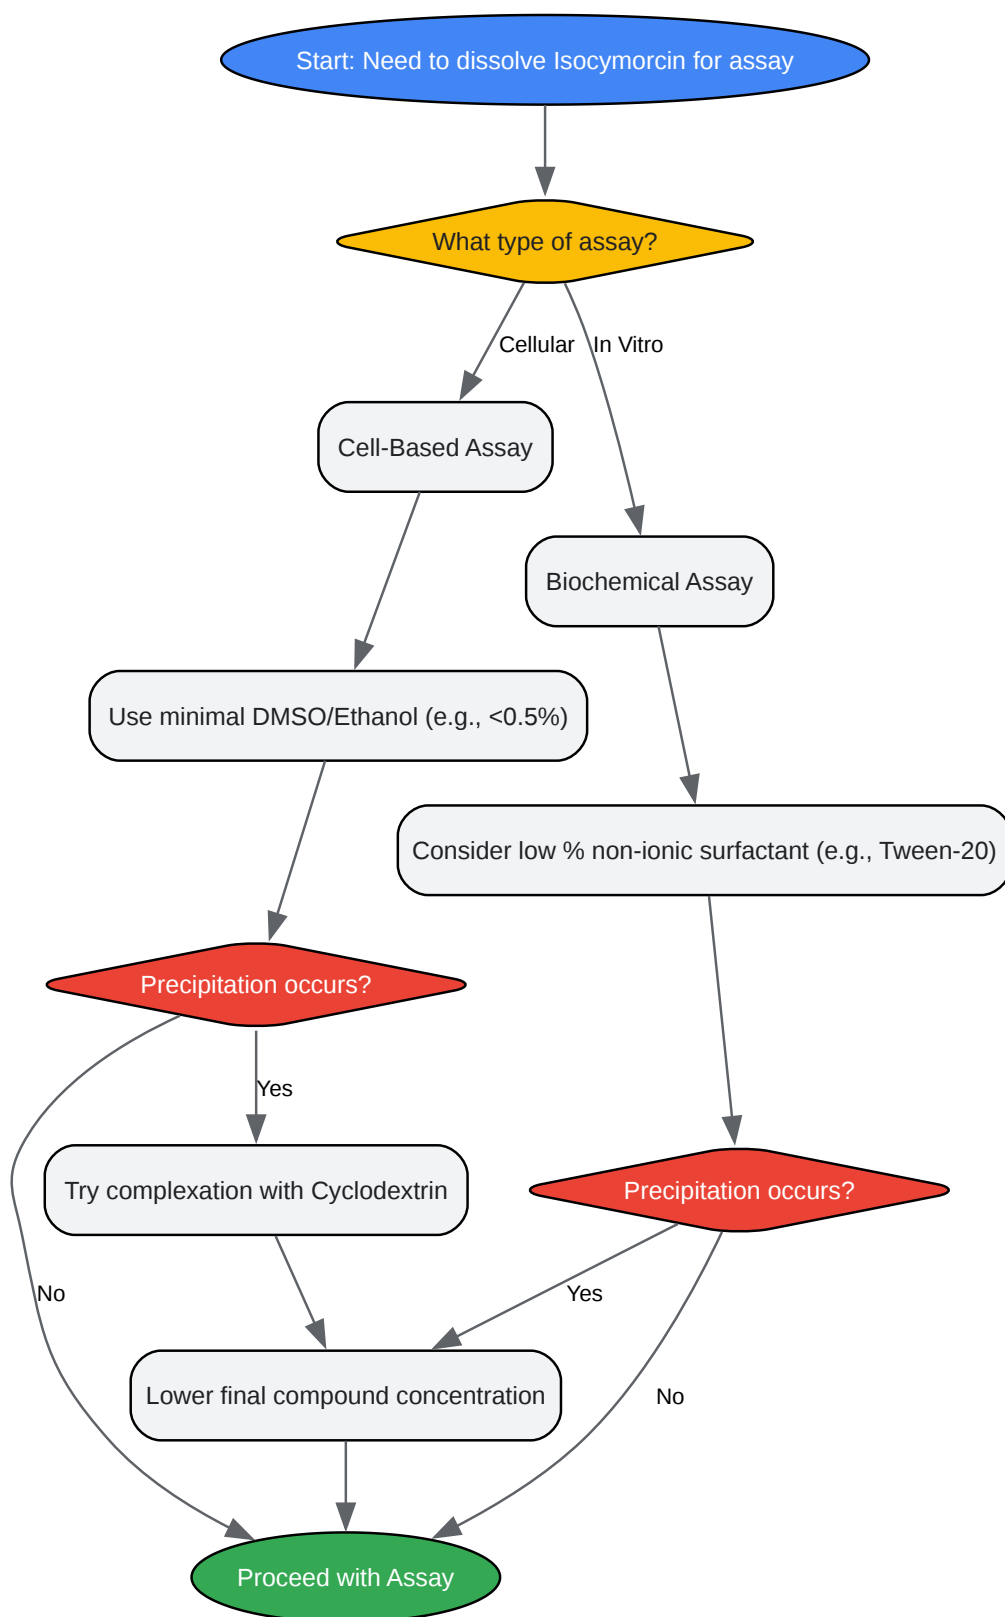 Start: Need to dissolve Isocymorcin for assay
What type of assay?
Cellular
In Vitro
Cell-Based Assay
Biochemical Assay
Use minimal DMSO/Ethanol (e.g., <0.5%)
Consider low % non-ionic surfactant (e.g., Tween-20)
Precipitation occurs?
Yes
Try complexation with Cyclodextrin
Precipitation occurs?
No
Yes
Lower final compound concentration
No
Proceed with Assay